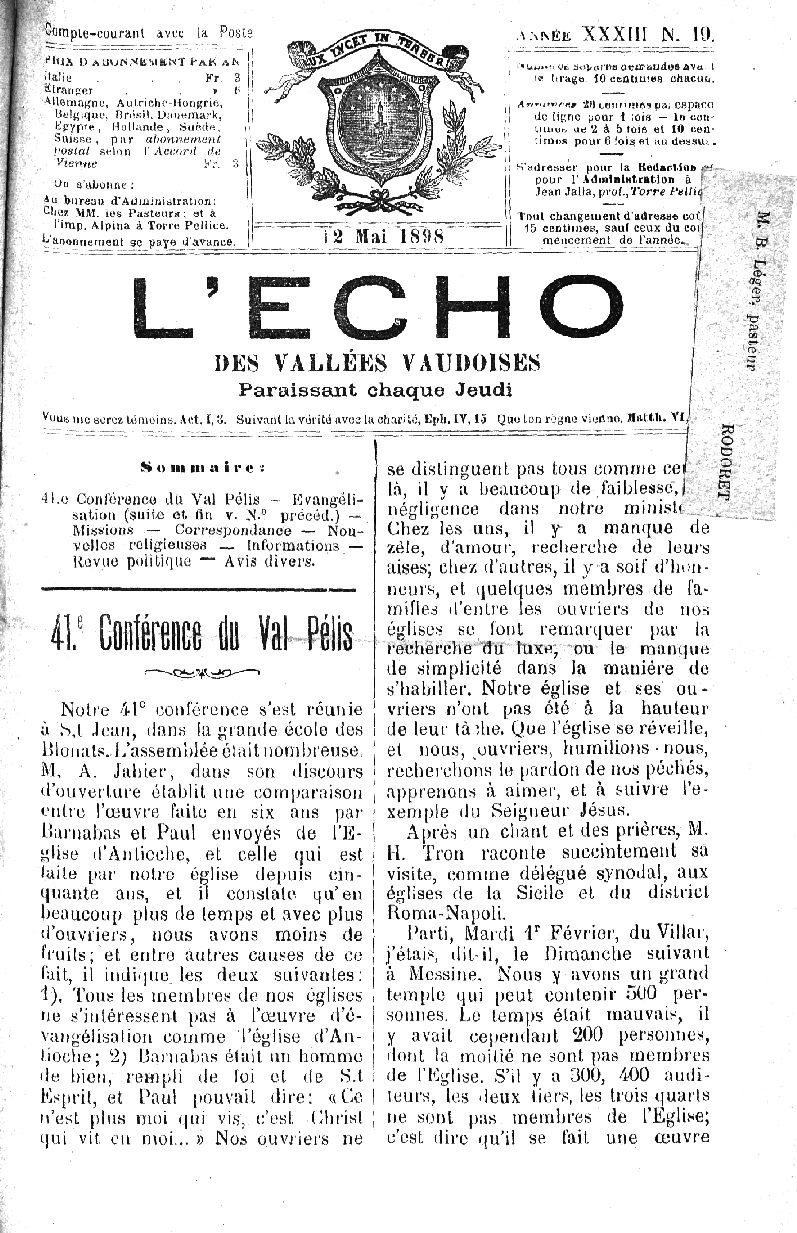 Compte-courant avec la Poste
ANNÉE XXXIII N. 19.
PRIX D'ABONNEMENT PAR AN
Italie . . . Fr. 3
Etranger . . . » 6
Allemagne, Autriche-Hongrie,
Belgique, Brésil, Danemark,
Egypte, Hollande, Suède,
Suisse, par abonnement
postal selon l'Accord de
Vienne Fr. 3
On s'abonne:
Au bureau d'Administration;
Chez MM. les Pasteurs; et à
l'imp. Alpina à Torre Pellice.
L'abonnement se paye d'avance.
LUX LUCET IN TENEBRIS
12 Mai 1898
demandés ava
le tirage 10 centimes chacun.
Annonces 20 centimes par espace
de ligne pour 1 fois — 15 cen-
times de 2 à 5 fois et 10 cen-
times pour 6 fois et au dessus.
S'adresser pour la Rédaction
pour l'Administration à
Jean Jalla, prof., Torre Pellic
Tout changement d'adresse coû
15 centimes, sauf ceux du co
mencement de l'année.
M. B. Léger, pasteur
RODORET
L'ECHO
DES VALLÉES VAUDOISES
Paraissant chaque Jeudi
Vous me serez témoins. Act. I, 8. Suivant la vérité avec la charité, Eph. IV, 15 Que ton règne vienne, Matth. VI,
Sommaire:
41.e Conférence du Val Pélis — Evangéli-
sation (suite et fin v. N.º précéd.) —
Missions — Correspondance — Nou-
velles religieuses — Informations —
Revue politique — Avis divers.
41.e Conférence du Val Pélis
Notre 41e conférence s'est réunie
à S.t Jean, dans la grande école des
Blonats. L'assemblée était nombreuse.
M. A. Jahier, dans son discours
d'ouverture établit une comparaison
entre l'œuvre faite en six ans par
Barnabas et Paul envoyés de l'E-
glise d'Antioche, et celle qui est
faite par notre église depuis cin-
quante ans, et il constate qu'en
beaucoup plus de temps et avec plus
d'ouvriers, nous avons moins de
fruits; et entre autres causes de ce
fait, il indique les deux suivantes:
1). Tous les membres de nos églises
ne s'intéressent pas à l'œuvre d'é-
vangélisation comme l'église d'An-
tioche; 2) Barnabas était un homme
de bien, rempli de foi et de S.t
Esprit, et Paul pouvait dire: «Ce
n'est plus moi qui vis, c'est Christ
qui vit en moi... » Nos ouvriers ne
se distinguent pas tous comme ce
là, il y a beaucoup de faiblesse,
négligence dans notre minist
Chez les uns, il y a manque de
zèle, d'amour, recherche de leurs
aises; chez d'autres, il y a soif d'hon-
neurs, et quelques membres de fa-
milles d'entre les ouvriers de nos
églises se font remarquer par la
recherche du luxe, ou le manque
de simplicité dans la manière de
s'habiller. Notre église et ses ou-
vriers n'ont pas été à la hauteur
de leur tâche. Que l'église se réveille,
et nous, ouvriers, humilions-nous,
recherchons le pardon de nos péchés,
apprenons à aimer, et à suivre l'e-
xemple du Seigneur Jésus.
Après un chant et des prières, M.
H. Tron raconte succintement sa
visite, comme délégué synodal, aux
églises de la Sicile et du district
Roma-Napoli.
Parti, Mardi 1r Février, du Villar,
j'étais, dit-il, le Dimanche suivant
à Messine. Nous y avons un grand
temple qui peut contenir 500 per-
sonnes. Le temps était mauvais, il
y avait cependant 200 personnes,
dont la moitié ne sont pas membres
de l'Eglise. S'il y a 300, 400 audi-
teurs, les deux tiers, les trois quarts
ne sont pas membres de l'Eglise;
c'est dire qu'il se fait une œuvre